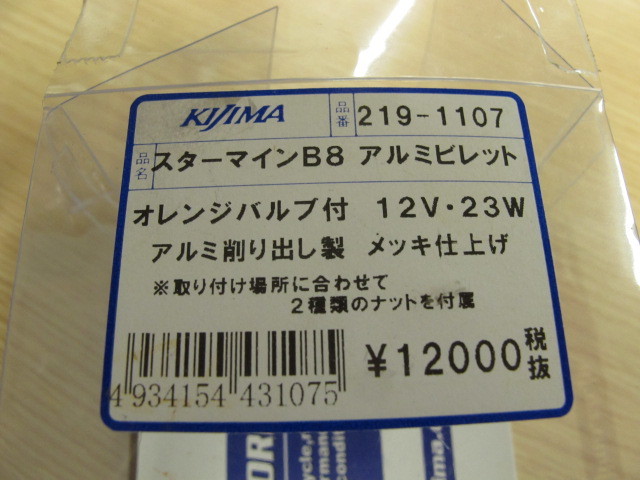 KIJIMA 品番 219-1107
品名 スターマインB8 アルミビレット
オレンジバルブ付 12V・23W
アルミ削り出し製 メッキ仕上げ
※取り付け場所に合わせて
2種類のナットを付属
¥12000 税抜
4 934154 431075